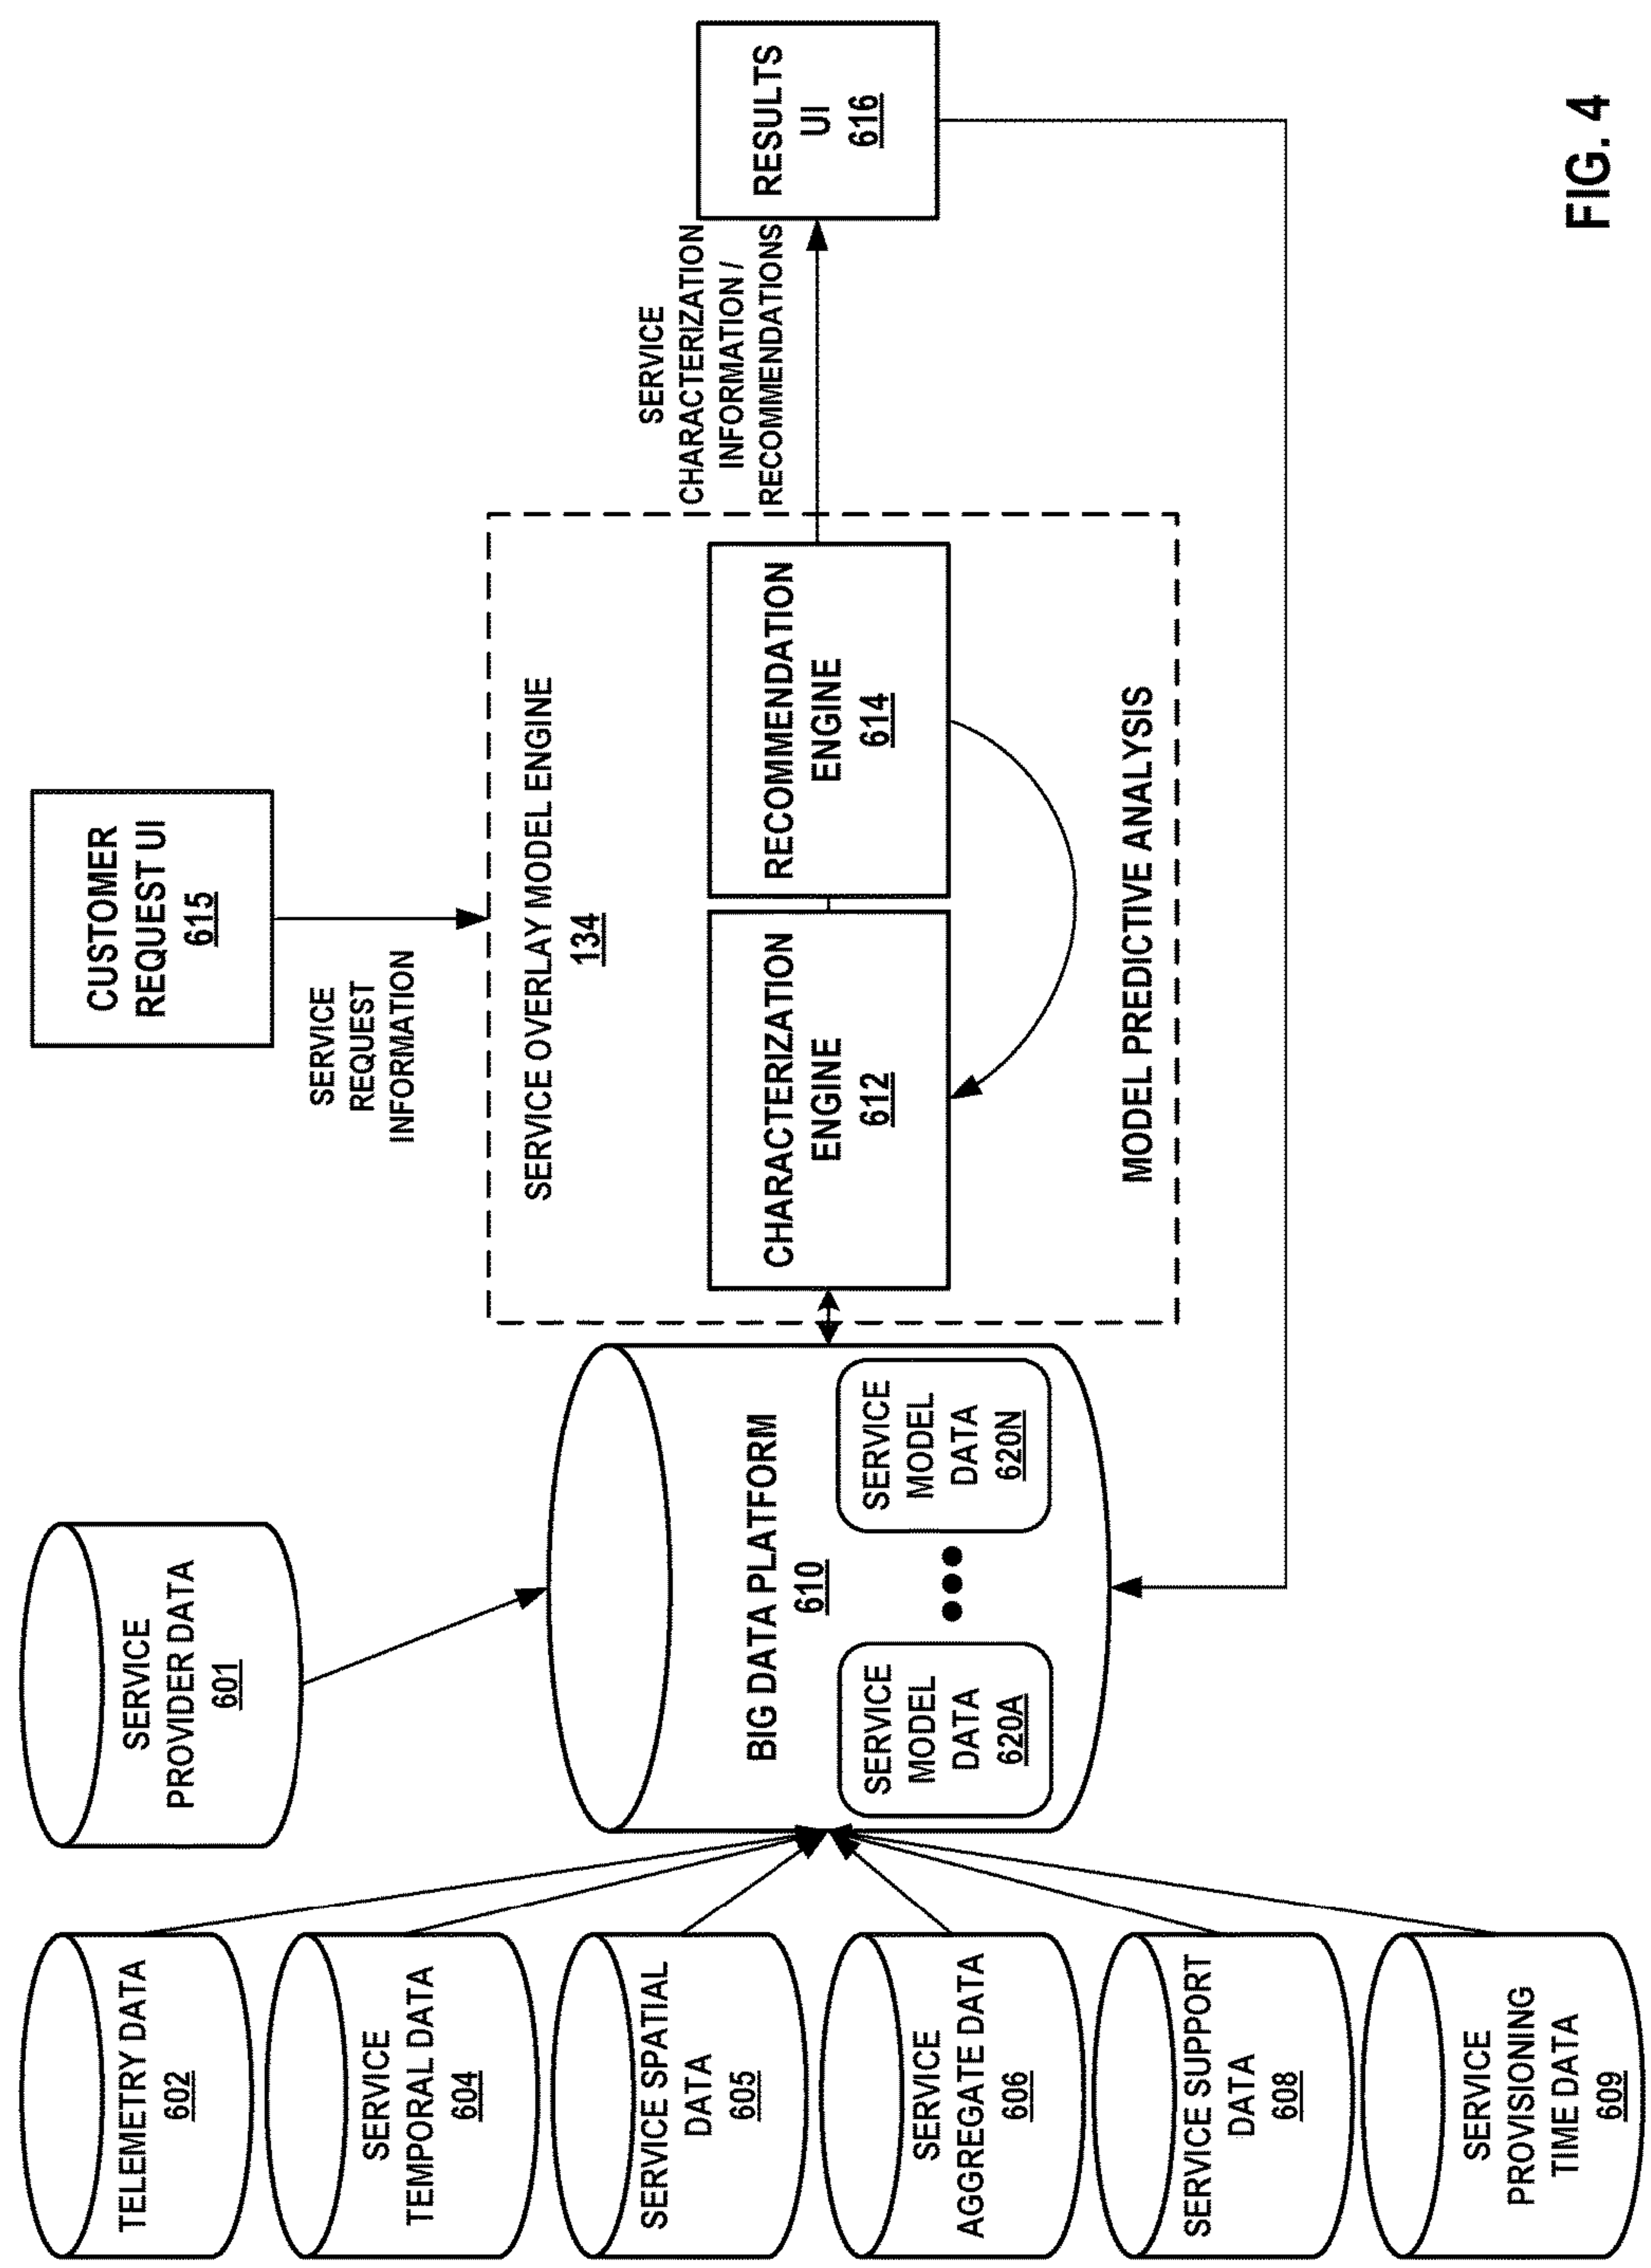 TELEMETRY DATA
602
SERVICE
TEMPORAL DATA
604
SERVICE SPATIAL
DATA
605
SERVICE
AGGREGATE DATA
606
SERVICE SUPPORT
DATA
608
SERVICE
PROVISIONING
TIME DATA
609
SERVICE
PROVIDER DATA
601
BIG DATA PLATFORM
610
SERVICE
MODEL
DATA
620A
SERVICE
MODEL
DATA
620N
CUSTOMER
REQUEST UI
615
SERVICE
REQUEST
INFORMATION
SERVICE OVERLAY MODEL ENGINE
134
CHARACTERIZATION
ENGINE
612
RECOMMENDATION
ENGINE
614
MODEL PREDICTIVE ANALYSIS
SERVICE
CHARACTERIZATION
INFORMATION /
RECOMMENDATIONS
RESULTS
UI
616
FIG. 4